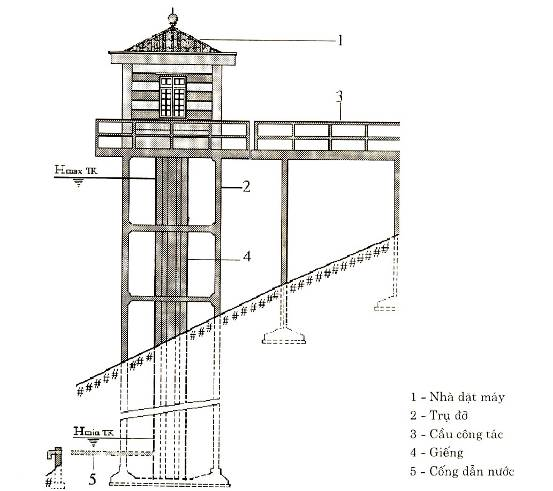 1
3
Hmax TK
2
4
Hmin TK
5
1 - Nhà đạt máy
2 - Trụ đỡ
3 - Cầu công tác
4 - Giếng
5 - Cống dẫn nước